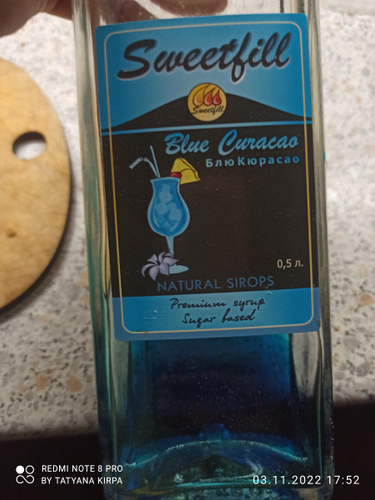 Sweetfill
Sweetfill
Blue Curacao
Блю Кюрасао
0,5 л.
NATURAL SIROPS
Premium syrup
Sugar based
REDMI NOTE 8 PRO
BY TATYANA KIRPA
03.11.2022 17:52